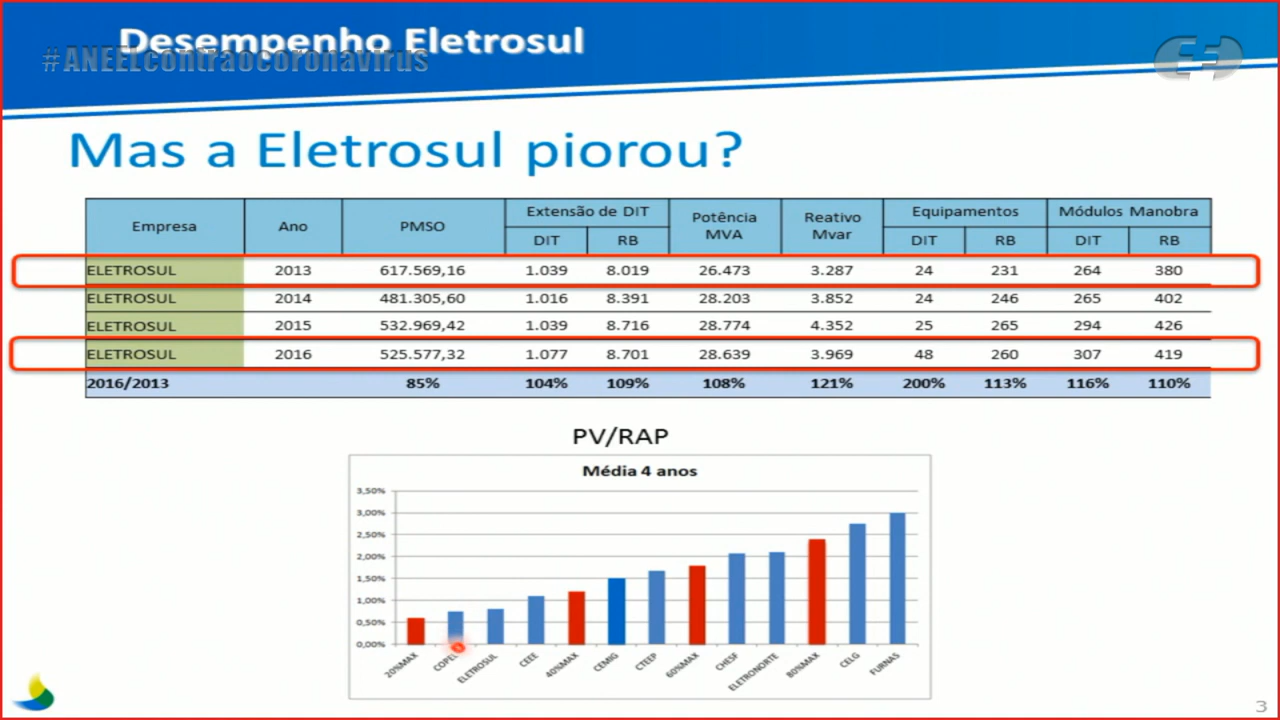 Desempenho Eletrosul
#ANEELcontraocoronavirus
Mas a Eletrosul piorou?
Empresa Ano PMSO Extensão de DIT Potência MVA Reativo Mvar Equipamentos Módulos Manobra
DIT RB DIT RB DIT RB
ELETROSUL 2013 617.569,16 1.039 8.019 26.473 3.287 24 231 264 380
ELETROSUL 2014 481.305,60 1.016 8.391 28.203 3.852 24 246 265 402
ELETROSUL 2015 532.969,42 1.039 8.716 28.774 4.352 25 265 294 426
ELETROSUL 2016 525.577,32 1.077 8.701 28.639 3.969 48 260 307 419
2016/2013 85% 104% 109% 108% 121% 200% 113% 116% 110%
PV/RAP
Média 4 anos
3,50%
3,00%
2,50%
2,00%
1,50%
1,00%
0,50%
0,00%
20%MAX COPEL ELETROSUL CEEE 40%MAX CEMIG CTEEP 60%MAX CHESF ELETRONORTE 80%MAX CELG FURNAS
3